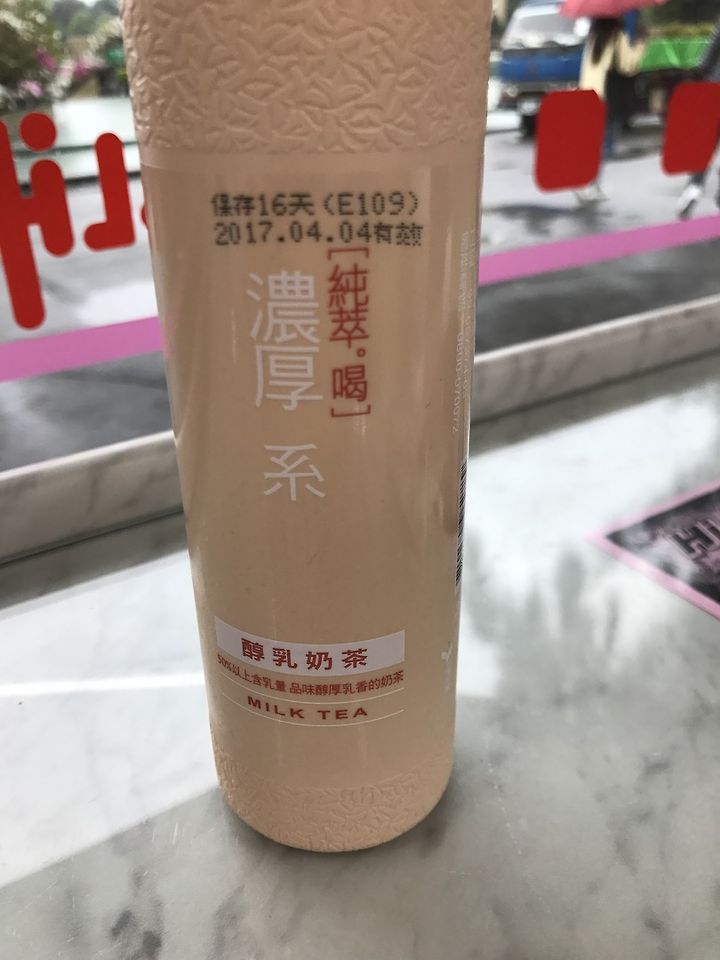 保存16天(E109)
2017.04.04有效
[純萃。喝]
濃厚系
醇乳奶茶
50%以上含乳量 品味醇厚乳香的奶茶
MILK TEA